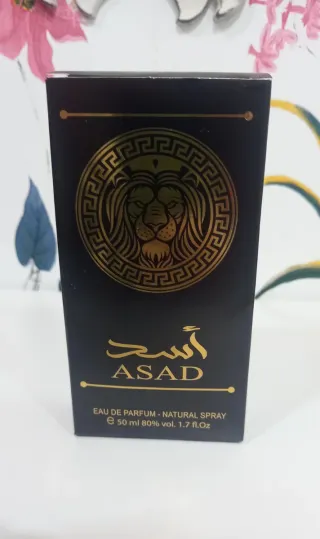 أسد
ASAD
EAU DE PARFUM - NATURAL SPRAY
℮ 50 ml 80% vol. 1.7 fl.Oz